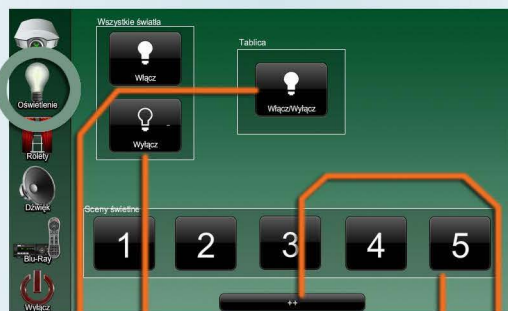 Wszystkie światła
Włącz
Wyłącz
Tablica
Włącz/Wyłącz
Oświetlenie
Rolety
Dźwięk
Blu-Ray
Wyłącz
Sceny świetlne
1 2 3 4 5
++